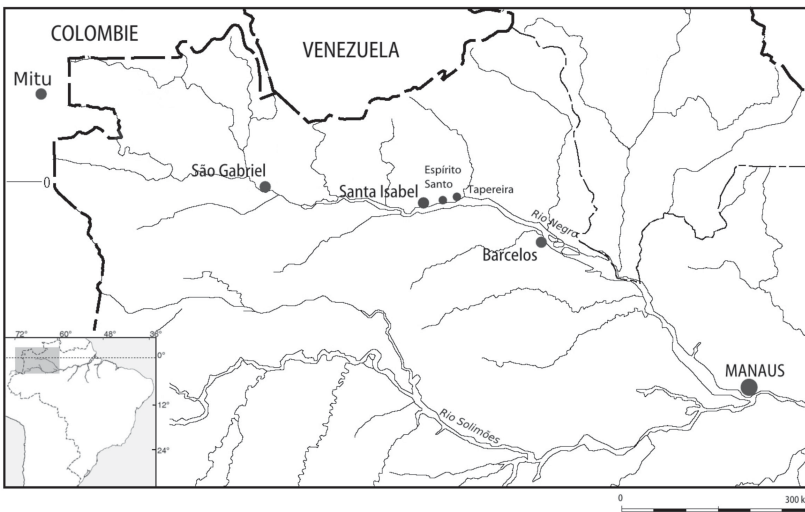 COLOMBIE
VENEZUELA
Mitu
São Gabriel
0
Espírito
Santo
Santa Isabel
Tapereira
Rio Negro
Barcelos
MANAUS
Rio Solimões
72° 60° 48° 36°
0°
12°
24°
0 300 k